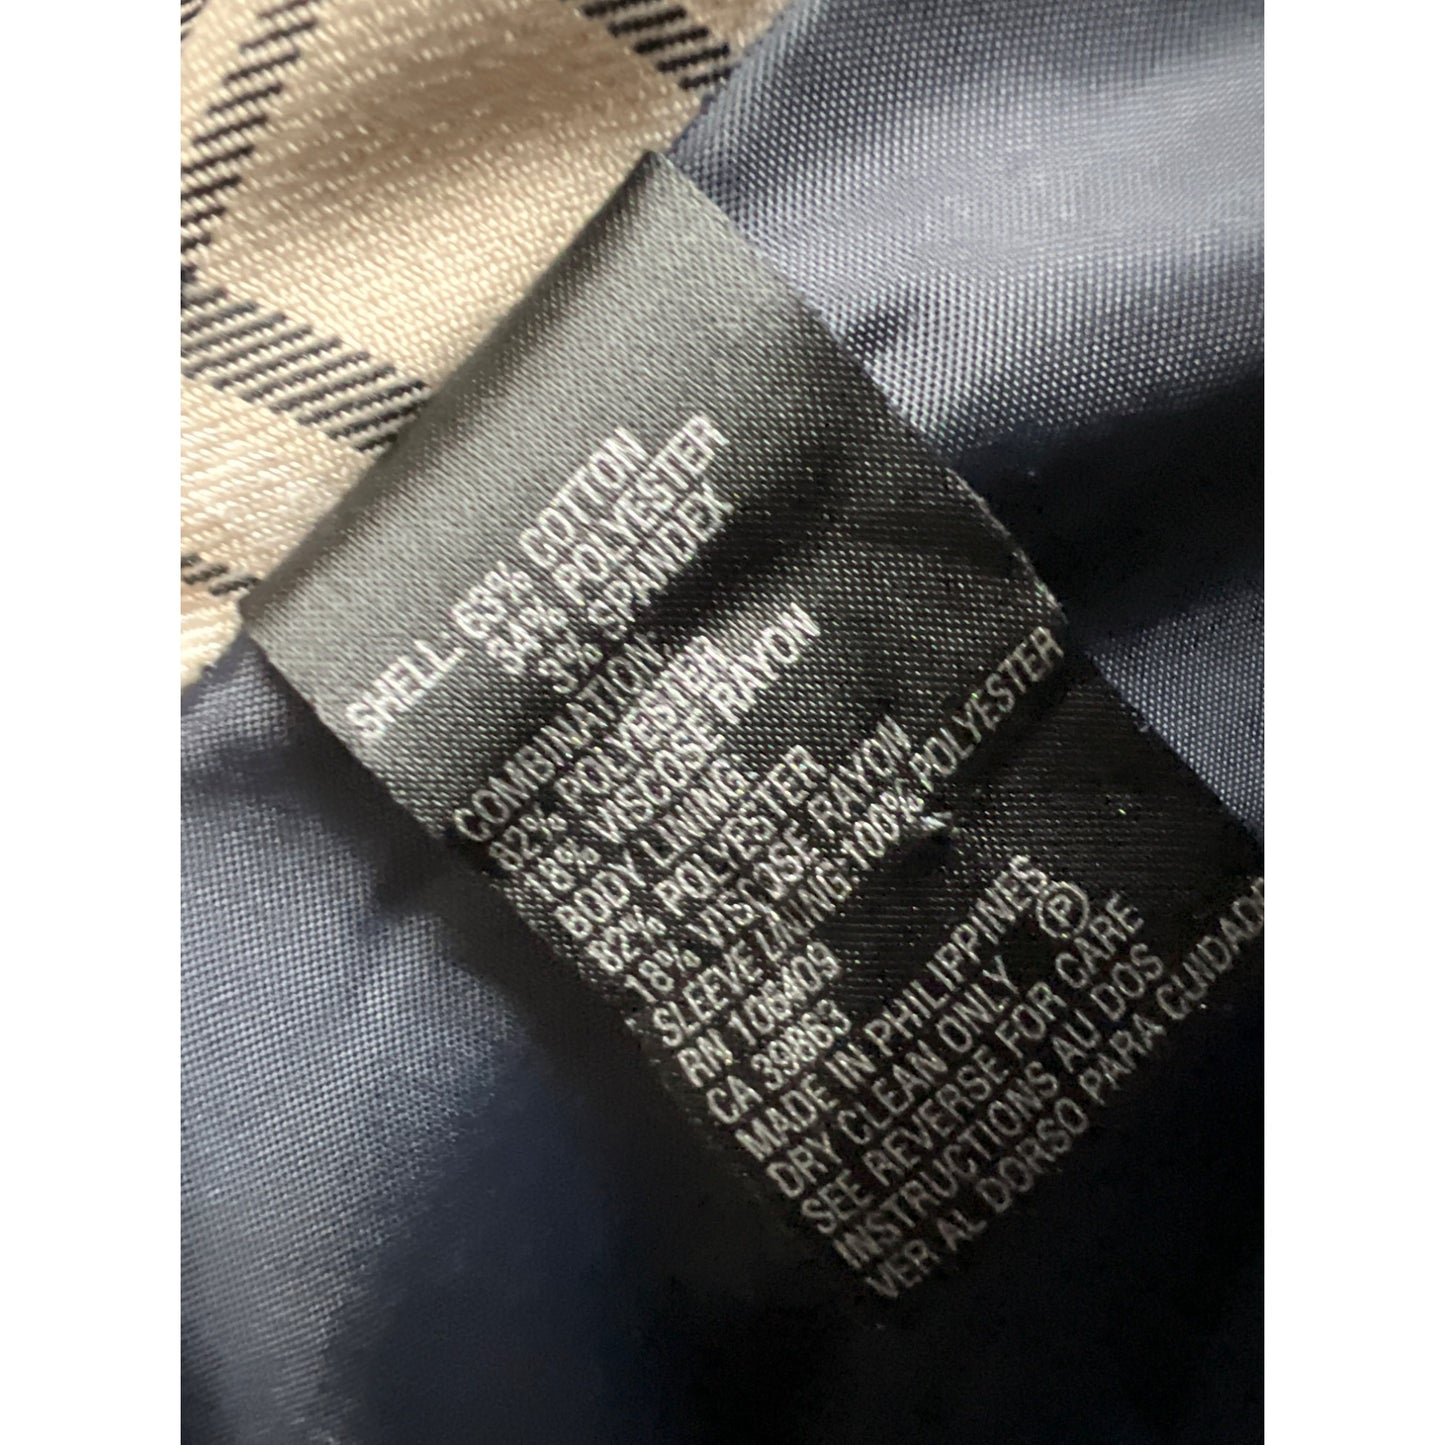 SHELL: 63% COTTON
34% POLYESTER
3% SPANDEX
COMBINATION:
82% POLYESTER
18% VISCOSE RAYON
BODY LINING:
82% POLYESTER
18% VISCOSE RAYON
SLEEVE LINING:100% POLYESTER
RN 106409
CA 39863
MADE IN PHILIPPINES
DRY CLEAN ONLY Ⓟ
SEE REVERSE FOR CARE
INSTRUCTIONS AU DOS
VER AL DORSO PARA CUIDADO